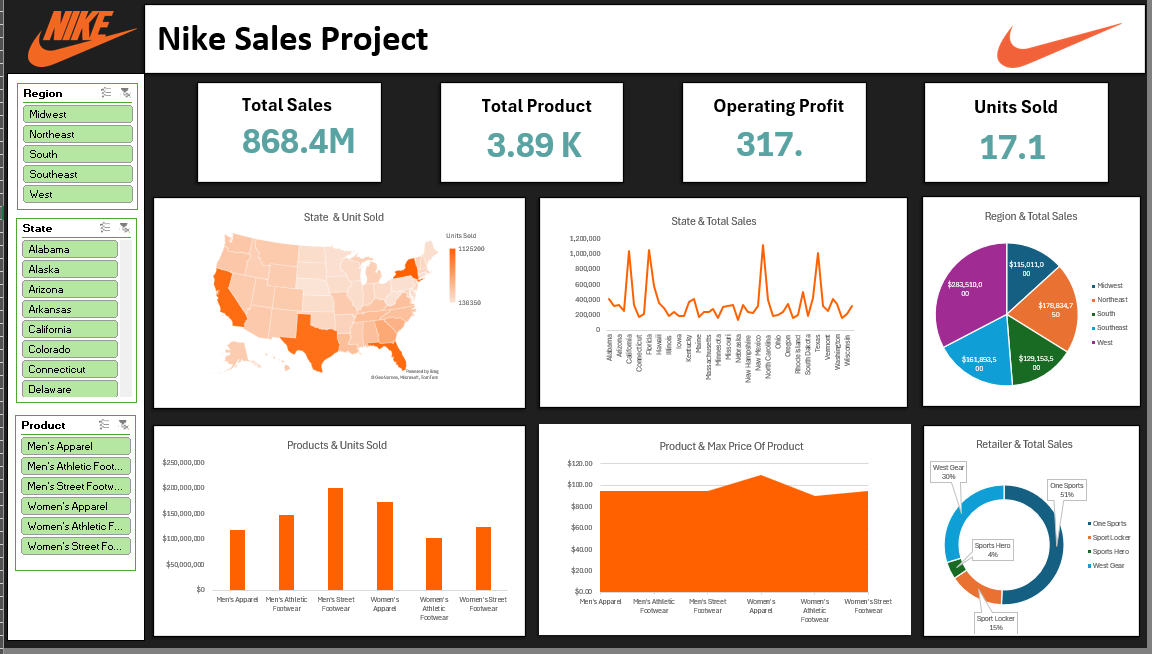 NIKE
Nike Sales Project
Region
Midwest
Northeast
South
Southeast
West
State
Alabama
Alaska
Arizona
Arkansas
California
Colorado
Connecticut
Delaware
Product
Men's Apparel
Men's Athletic Foot...
Men's Street Footw...
Women's Apparel
Women's Athletic F...
Women's Street Fo...
Total Sales
868.4M
Total Product
3.89 K
Operating Profit
317.
Units Sold
17.1
State & Unit Sold
Units Sold
1125200
136350
Powered by Bing
© GeoNames, Microsoft, TomTom
State & Total Sales
1,200,000
1,000,000
800,000
600,000
400,000
200,000
0
Alabama
Arizona
California
Connecticut
Florida
Hawaii
Illinois
Iowa
Kentucky
Maine
Massachusetts
Minnesota
Missouri
Nebraska
New Hampshire
New Mexico
North Carolina
Ohio
Oregon
Rhode Island
South Dakota
Texas
Vermont
Washington
Wisconsin
Region & Total Sales
$115,011,0
00
$178,834,7
50
$129,153,5
00
$161,893,5
00
$283,510,0
00
Midwest
Northeast
South
Southeast
West
Products & Units Sold
$250,000,000
$200,000,000
$150,000,000
$100,000,000
$50,000,000
$0
Men's Apparel
Men's Athletic
Footwear
Men's Street
Footwear
Women's
Apparel
Women's
Athletic
Footwear
Women's Street
Footwear
Product & Max Price Of Product
$120.00
$100.00
$80.00
$60.00
$40.00
$20.00
$0.00
Men's Apparel
Men's Athletic
Footwear
Men's Street
Footwear
Women's
Apparel
Women's
Athletic
Footwear
Women's Street
Footwear
Retailer & Total Sales
West Gear
30%
One Sports
51%
Sports Hero
4%
Sport Locker
15%
One Sports
Sport Locker
Sports Hero
West Gear